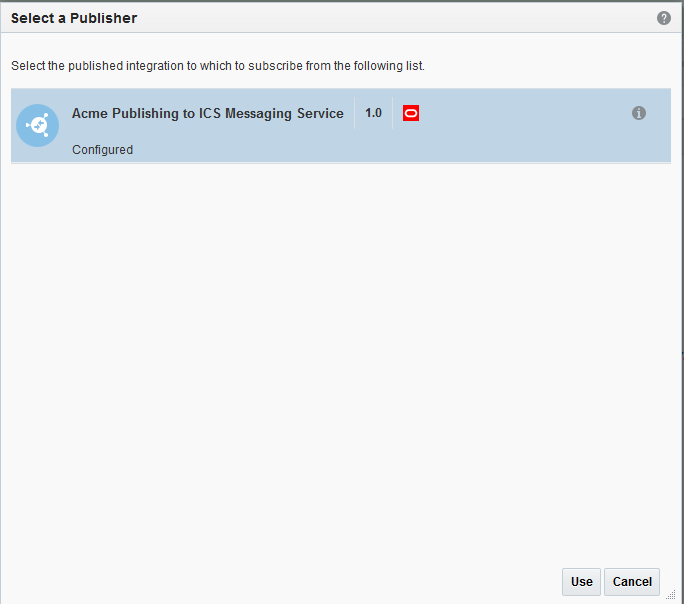 Select a Publisher
Select the published integration to which to subscribe from the following list.
Acme Publishing to ICS Messaging Service 1.0
Configured
Use Cancel